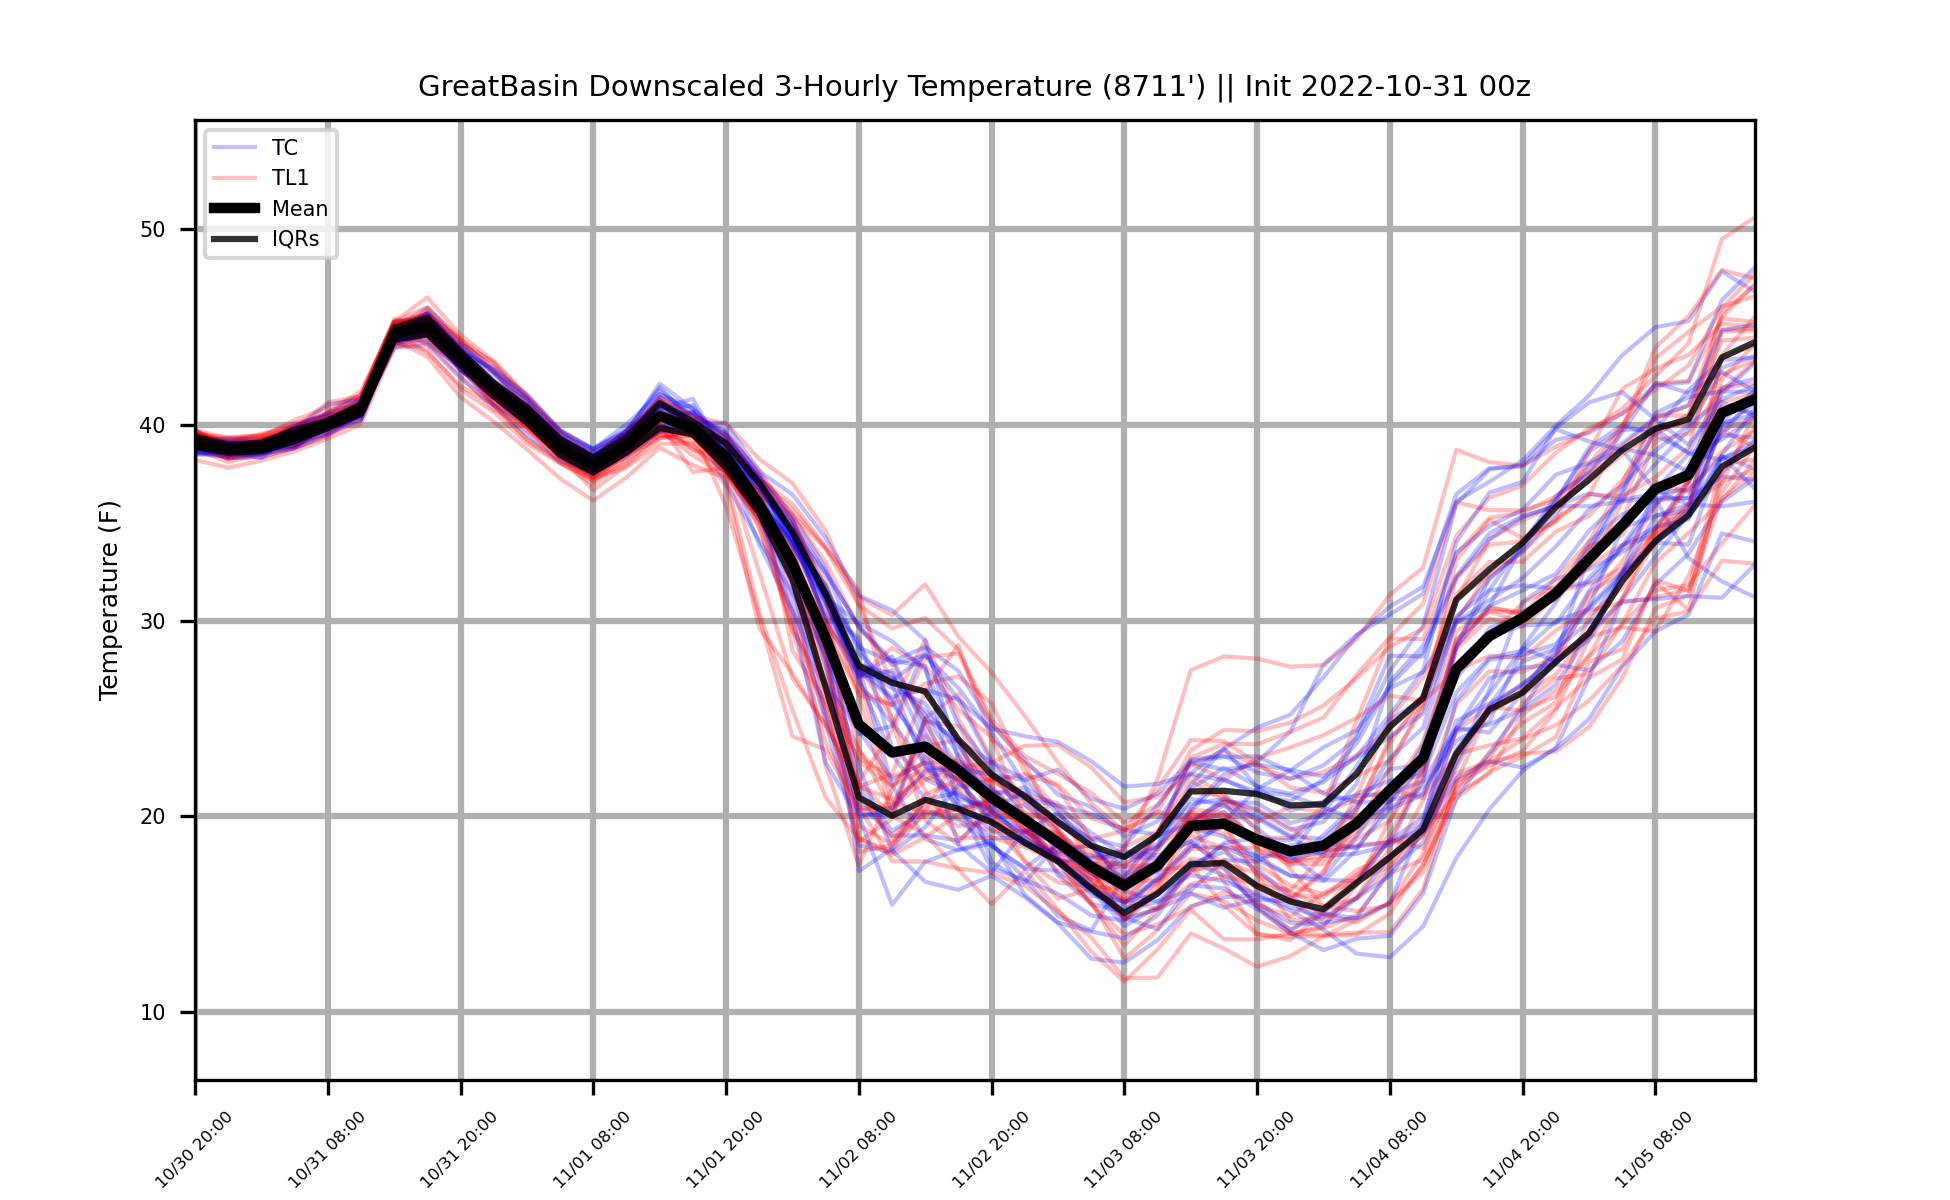 GreatBasin Downscaled 3-Hourly Temperature (8711') || Init 2022-10-31 00z
TC
TL1
Mean
IQRs
Temperature (F)
50
40
30
20
10
10/30 20:00
10/31 08:00
10/31 20:00
11/01 08:00
11/01 20:00
11/02 08:00
11/02 20:00
11/03 08:00
11/03 20:00
11/04 08:00
11/04 20:00
11/05 08:00